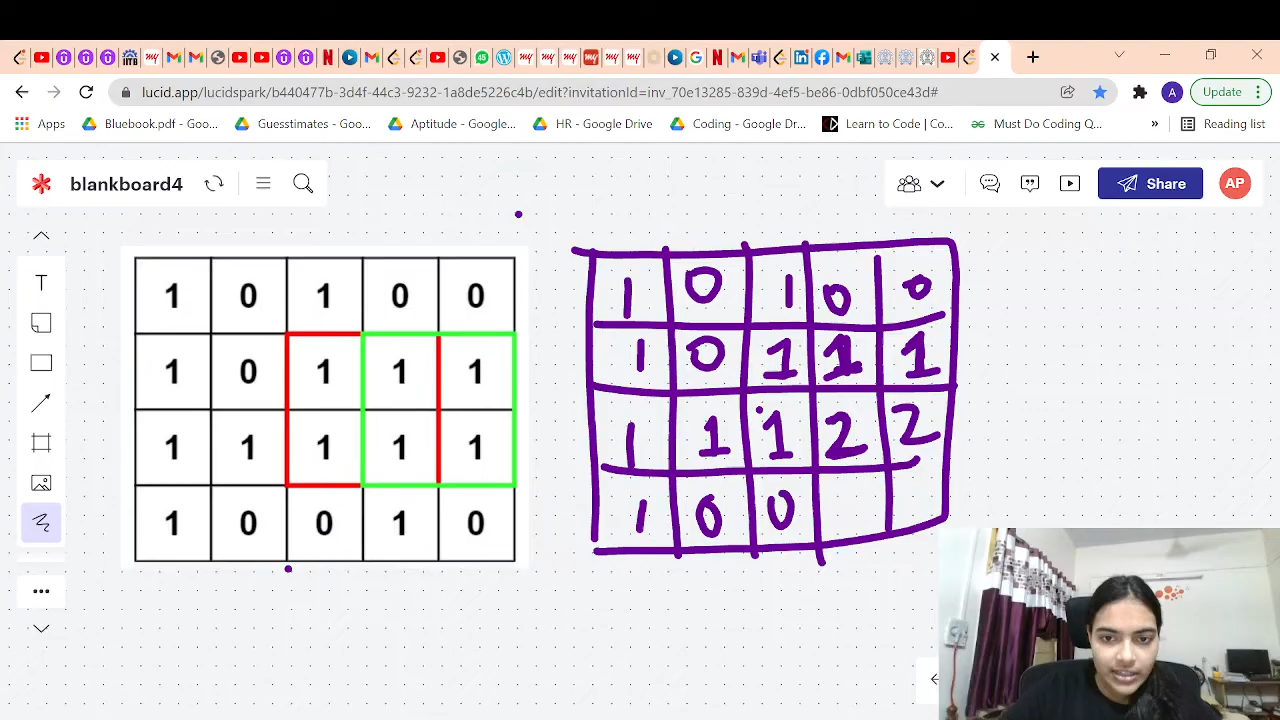 lucid.app/lucidspark/b440477b-3d4f-44c3-9232-1a8de5226c4b/edit?invitationId=inv_70e13285-839d-4ef5-be86-0dbf050ce43d#
A
Update
Apps
Bluebook.pdf - Go...
Guesstimates - Goo...
Aptitude - Google...
HR - Google Drive
Coding - Google Dr...
Learn to Code | Co...
Must Do Coding Q...
»
Reading list
blankboard4
Share
AP
T
1 0 1 0 0
1 0 1 1 1
1 1 1 1 1
1 0 0 1 0
1 0 1 0 0
1 0 1 1 1
1 1 1 2 2
1 0 0